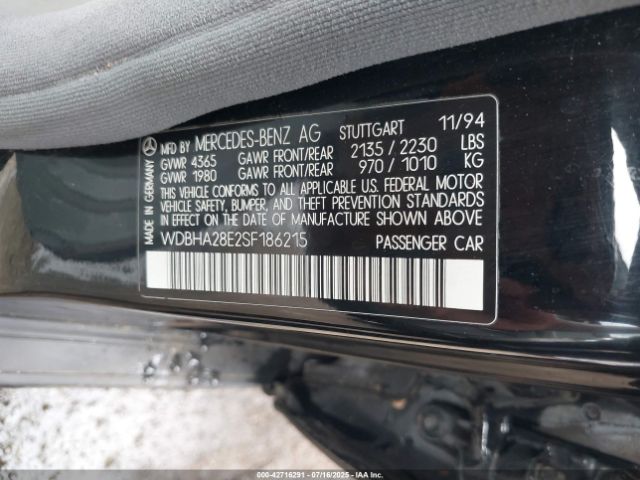 MFD BY MERCEDES-BENZ AG STUTTGART 11/94
GVWR 4365 GAWR FRONT/REAR 2135 / 2230 LBS
GVWR 1980 GAWR FRONT/REAR 970 / 1010 KG
THIS VEHICLE CONFORMS TO ALL APPLICABLE U.S. FEDERAL MOTOR
VEHICLE SAFETY, BUMPER, AND THEFT PREVENTION STANDARDS
IN EFFECT ON THE DATE OF MANUFACTURE SHOWN ABOVE.
WDBHA28E2SF186215 PASSENGER CAR
MADE IN GERMANY
000-42716291 | 07/16/2025 | IAA Inc.